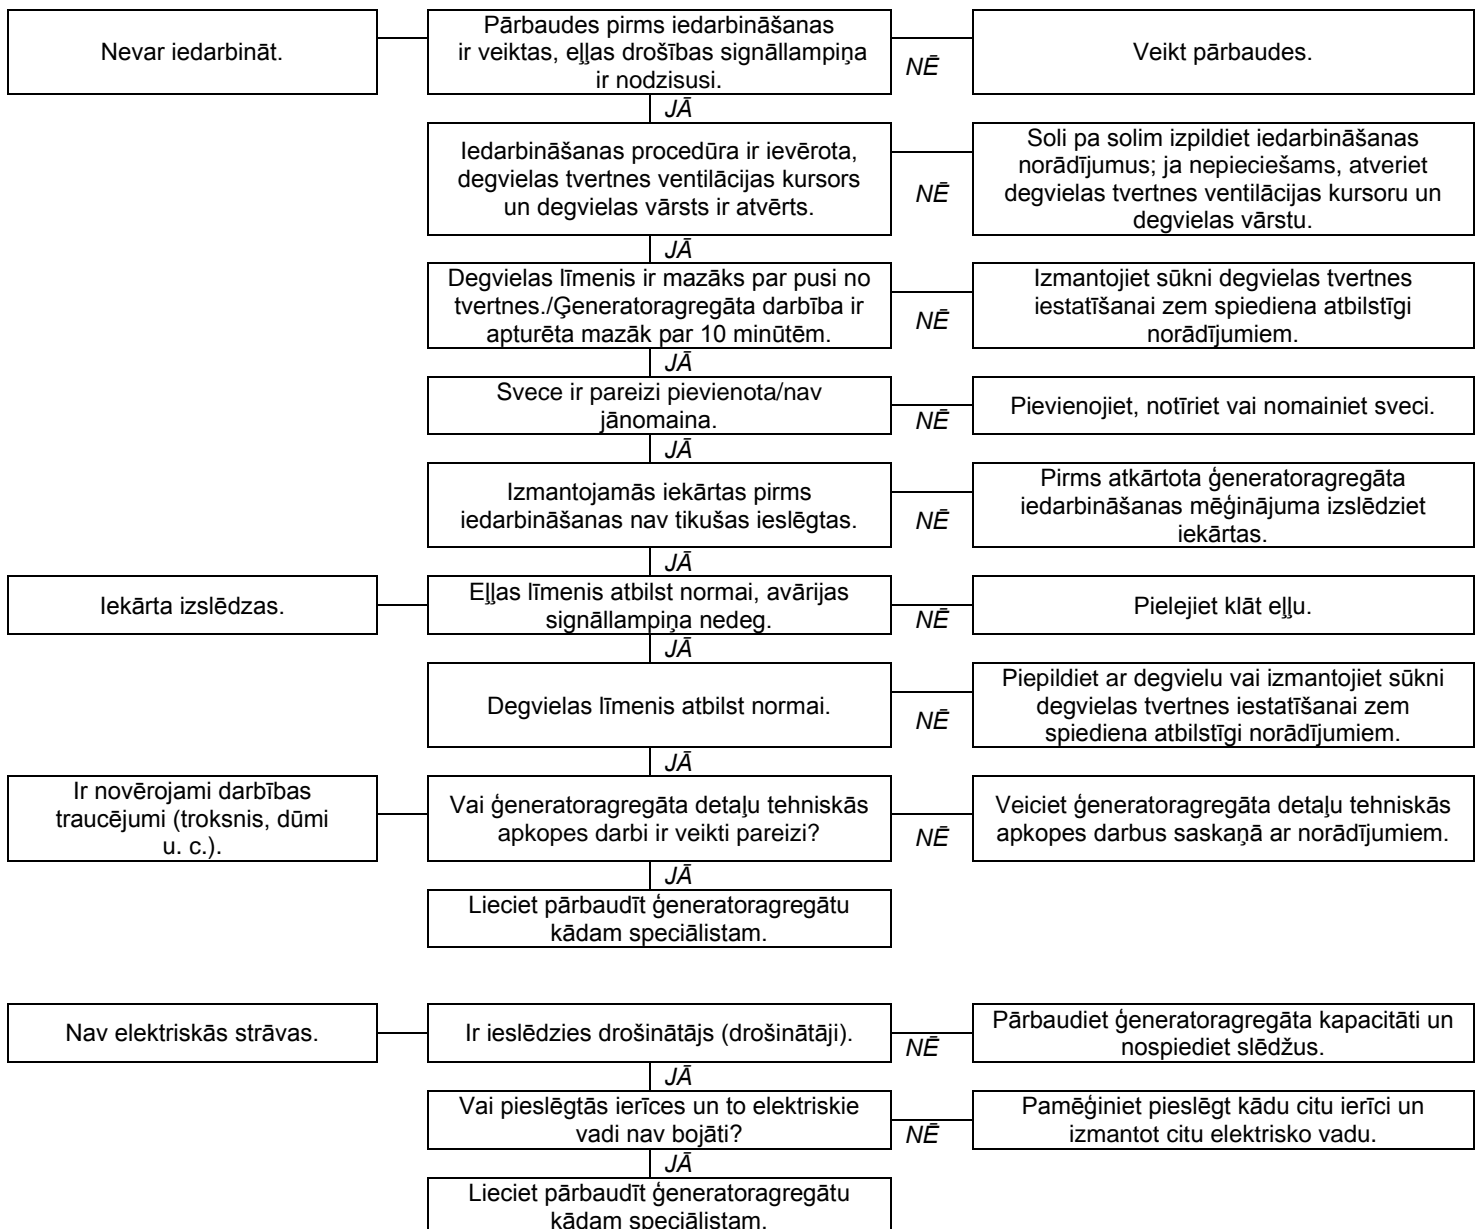 Nevar iedarbināt.
Pārbaudes pirms iedarbināšanas
ir veiktas, eļļas drošības signāllampiņa
ir nodzisusi.
NĒ
Veikt pārbaudes.
JĀ
Iedarbināšanas procedūra ir ievērota,
degvielas tvertnes ventilācijas kursors
un degvielas vārsts ir atvērts.
NĒ
Soli pa solim izpildiet iedarbināšanas
norādījumus; ja nepieciešams, atveriet
degvielas tvertnes ventilācijas kursoru un
degvielas vārstu.
JĀ
Degvielas līmenis ir mazāks par pusi no
tvertnes./Ģeneratoragregāta darbība ir
apturēta mazāk par 10 minūtēm.
NĒ
Izmantojiet sūkni degvielas tvertnes
iestatīšanai zem spiediena atbilstīgi
norādījumiem.
JĀ
Svece ir pareizi pievienota/nav
jānomaina.
NĒ
Pievienojiet, notīriet vai nomainiet sveci.
JĀ
Izmantojamās iekārtas pirms
iedarbināšanas nav tikušas ieslēgtas.
NĒ
Pirms atkārtota ģeneratoragregāta
iedarbināšanas mēģinājuma izslēdziet
iekārtas.
JĀ
Iekārta izslēdzas.
Eļļas līmenis atbilst normai, avārijas
signāllampiņa nedeg.
NĒ
Pielejiet klāt eļļu.
JĀ
Degvielas līmenis atbilst normai.
NĒ
Piepildiet ar degvielu vai izmantojiet sūkni
degvielas tvertnes iestatīšanai zem
spiediena atbilstīgi norādījumiem.
JĀ
Ir novērojami darbības
traucējumi (troksnis, dūmi
u. c.).
Vai ģeneratoragregāta detaļu tehniskās
apkopes darbi ir veikti pareizi?
NĒ
Veiciet ģeneratoragregāta detaļu tehniskās
apkopes darbus saskaņā ar norādījumiem.
JĀ
Lieciet pārbaudīt ģeneratoragregātu
kādam speciālistam.
Nav elektriskās strāvas.
Ir ieslēdzies drošinātājs (drošinātāji).
NĒ
Pārbaudiet ģeneratoragregāta kapacitāti un
nospiediet slēdžus.
JĀ
Vai pieslēgtās ierīces un to elektriskie
vadi nav bojāti?
NĒ
Pamēģiniet pieslēgt kādu citu ierīci un
izmantot citu elektrisko vadu.
JĀ
Lieciet pārbaudīt ģeneratoragregātu
kādam speciālistam.